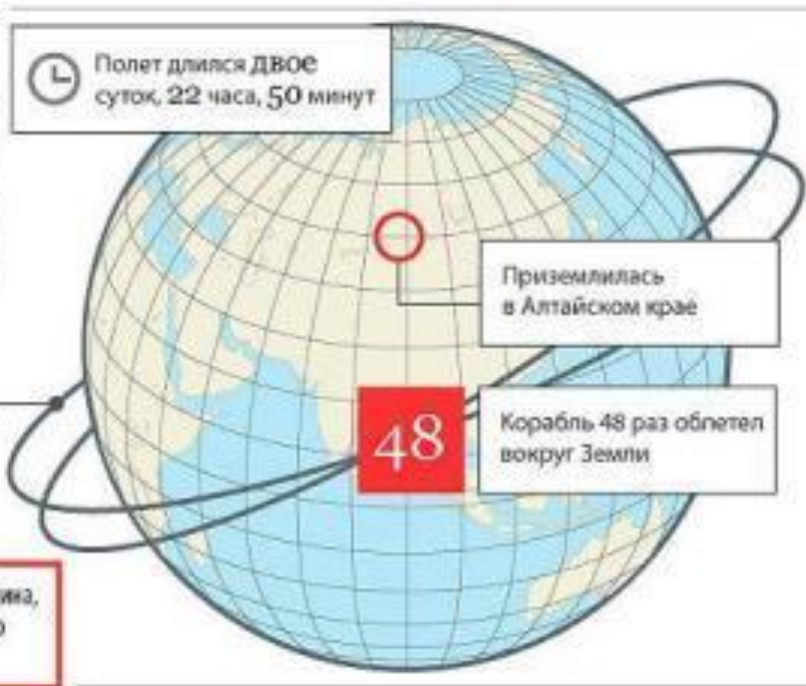 Полет длился двое
суток, 22 часа, 50 минут
Приземлилась
в Алтайском крае
48
Корабль 48 раз облетел
вокруг Земли